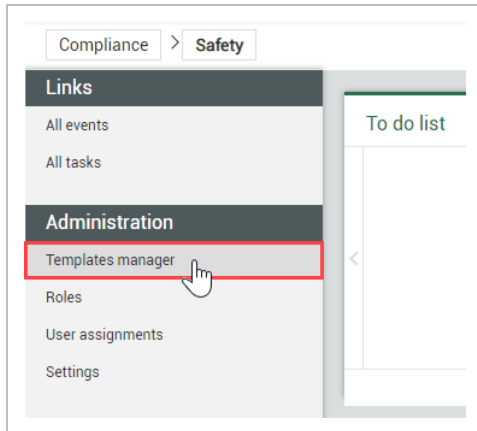 Compliance > Safety
Links
All events
All tasks
To do list
Administration
Templates manager
Roles
User assignments
Settings